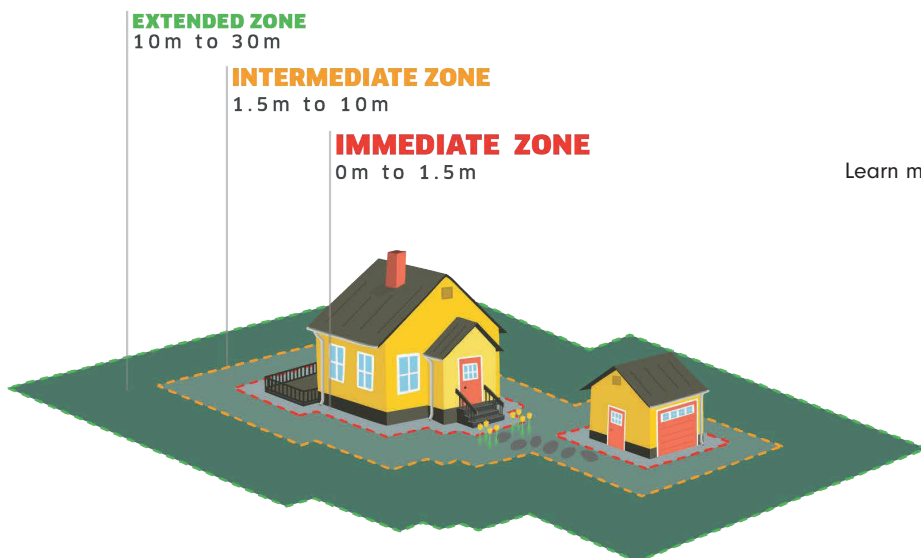 EXTENDED ZONE
10m to 30m
INTERMEDIATE ZONE
1.5m to 10m
IMMEDIATE ZONE
0m to 1.5m
Learn